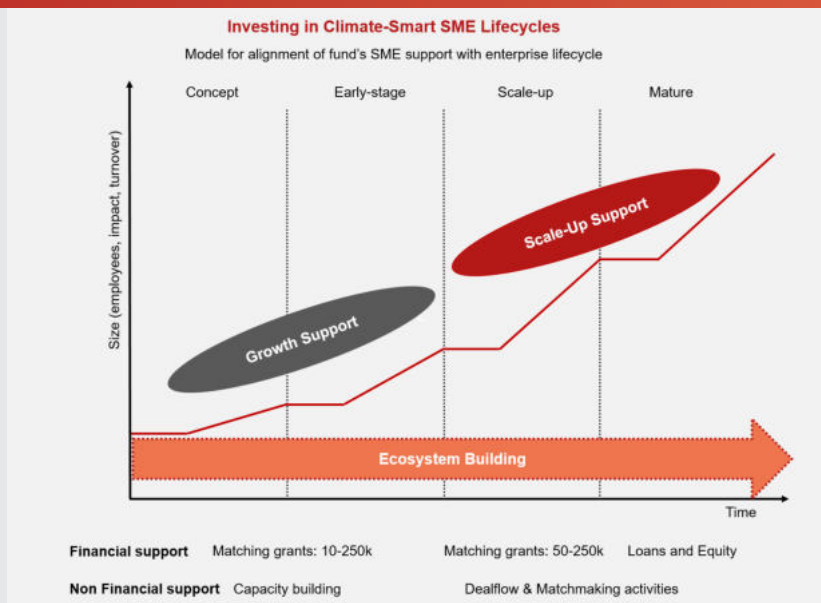 Investing in Climate-Smart SME Lifecycles
Model for alignment of fund's SME support with enterprise lifecycle
Concept Early-stage Scale-up Mature
Size (employees, impact, turnover)
Scale-Up Support
Growth Support
Ecosystem Building
Time
Financial support Matching grants: 10-250k Matching grants: 50-250k Loans and Equity
Non Financial support Capacity building Dealflow & Matchmaking activities